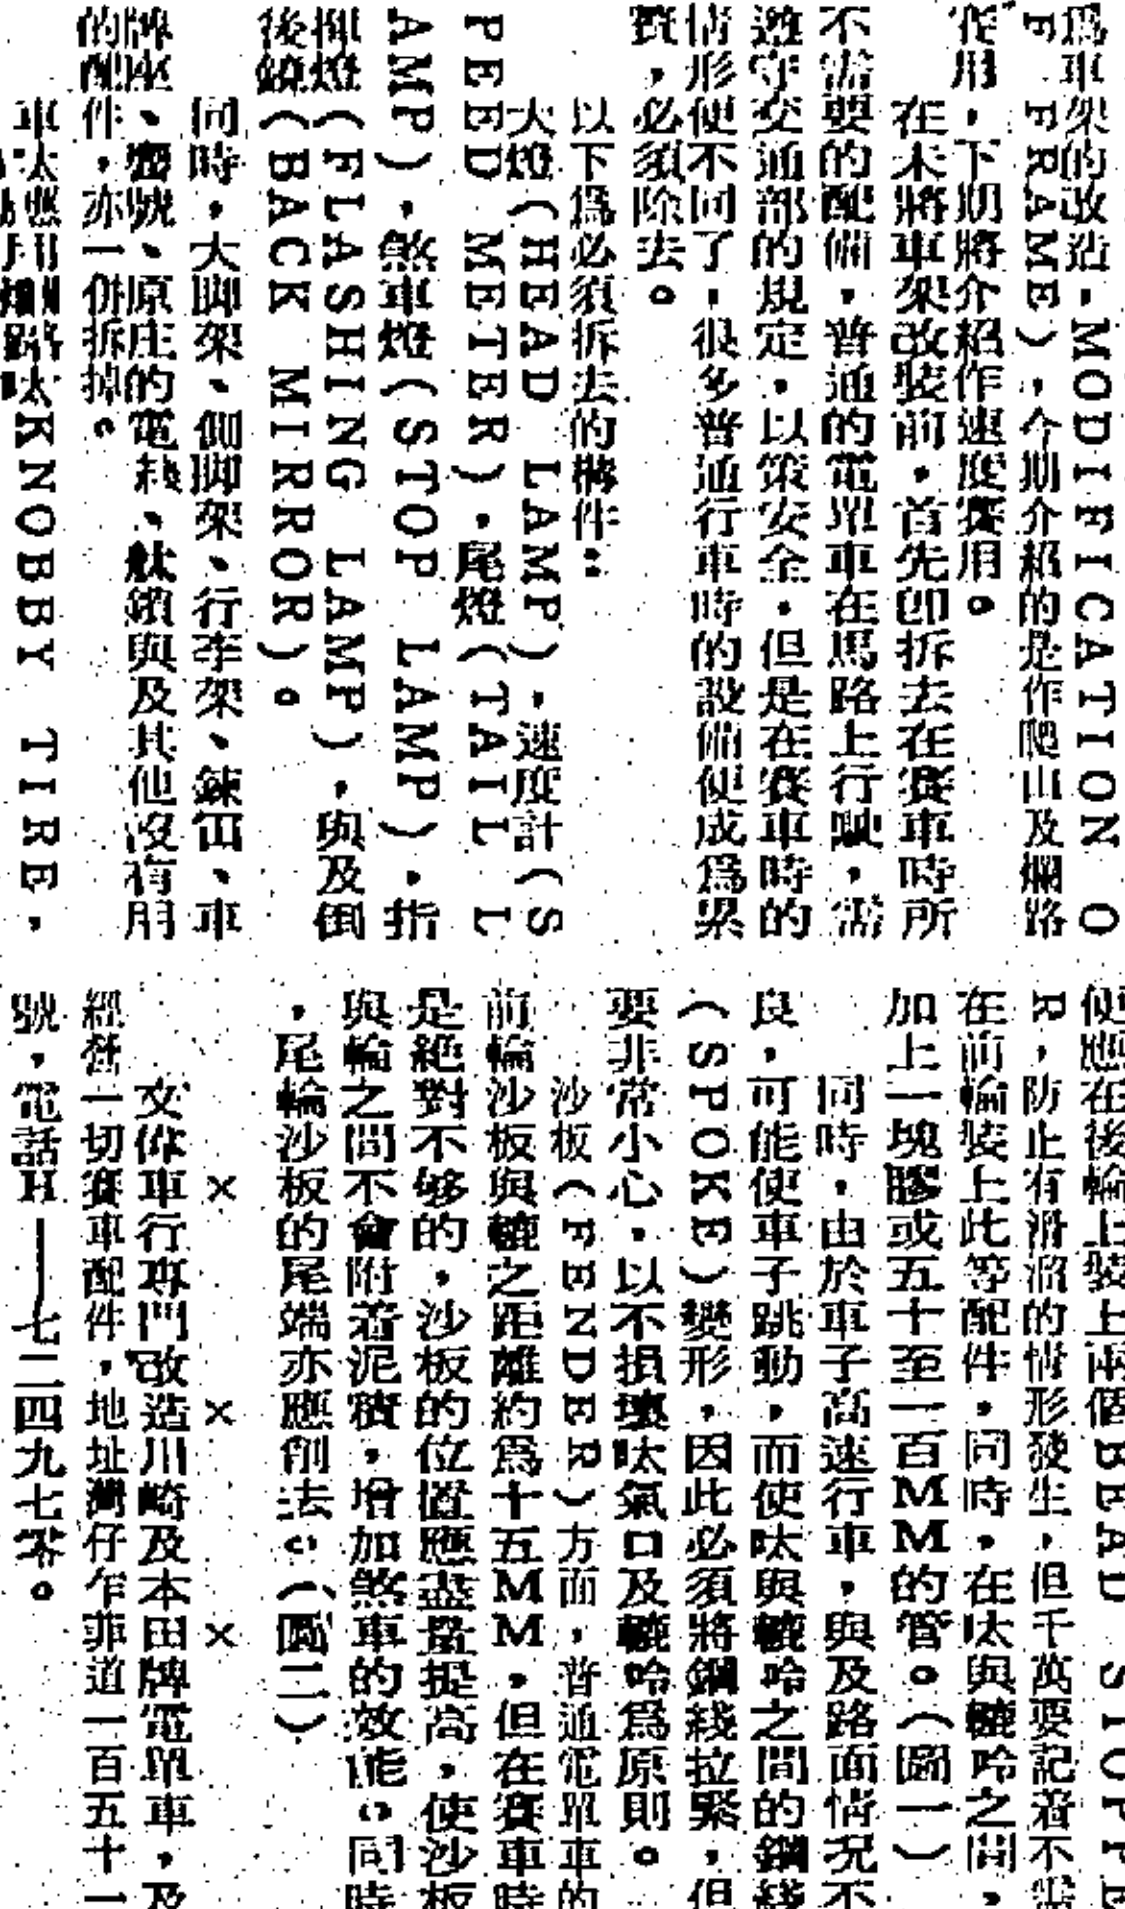 爲車架的改造，MODIFICATION O
F FRAME），今期介紹的是作爬山及爛路
作用，下期將介紹作速度賽用。
在未將車架改裝前，首先卽拆去在賽車時所
不需要的配備，普通的電單車在馬路上行駛，需
遵守交通部的規定，以策安全，但是在賽車時的
情形便不同了，很多普通行車時的設備便成爲累
贅，必須除去。
以下爲必須拆去的構件：
大燈（HEAD LAMP），速度計（S
PEED METER），尾燈（TAIL L
AMP），煞車燈（STOP LAMP），指
揮燈（FLASHING LAMP），與及倒
後鏡（BACK MIRROR）。
同時，大脚架、側脚架、行李架、鍊冚、車
牌座、號、原庄的電、軚鎖與及其他沒有用
的配件，亦一併拆掉。
車呔應用爛路呔KNOBBY TIRE，
便應在後輪上裝上兩個BEAD STOPPE
R，防止有滑溜的情形發生，但千萬要記着不需
在前輪裝上此等配件，同時，在呔與轆呤之間，
加上一塊膠或五十至一百MM的管。（圖一）
同時，由於車子高速行車，與及路面情況不
良，可能使車子跳動，而使呔與轆呤之間的鋼綫
（SPOKE）變形，因此必須將鋼綫拉緊，但
要非常小心，以不損壞呔氣口及轆呤爲原則。
沙板（FENDER）方面，普通電單車的
前輪沙板與轆之距離約爲十五MM，但在賽車時
是絕對不够的，沙板的位置應盡量提高，使沙板
與輪之間不會附着泥積，增加煞車的效能。同時
，尾輪沙板的尾端亦應削去。（圖二）
× × ×
文偉車行專門改造川崎及本田牌電單車，及
經營一切賽車配件，地址灣仔乍菲道一百五十一
號，電話H——七二四九七零。